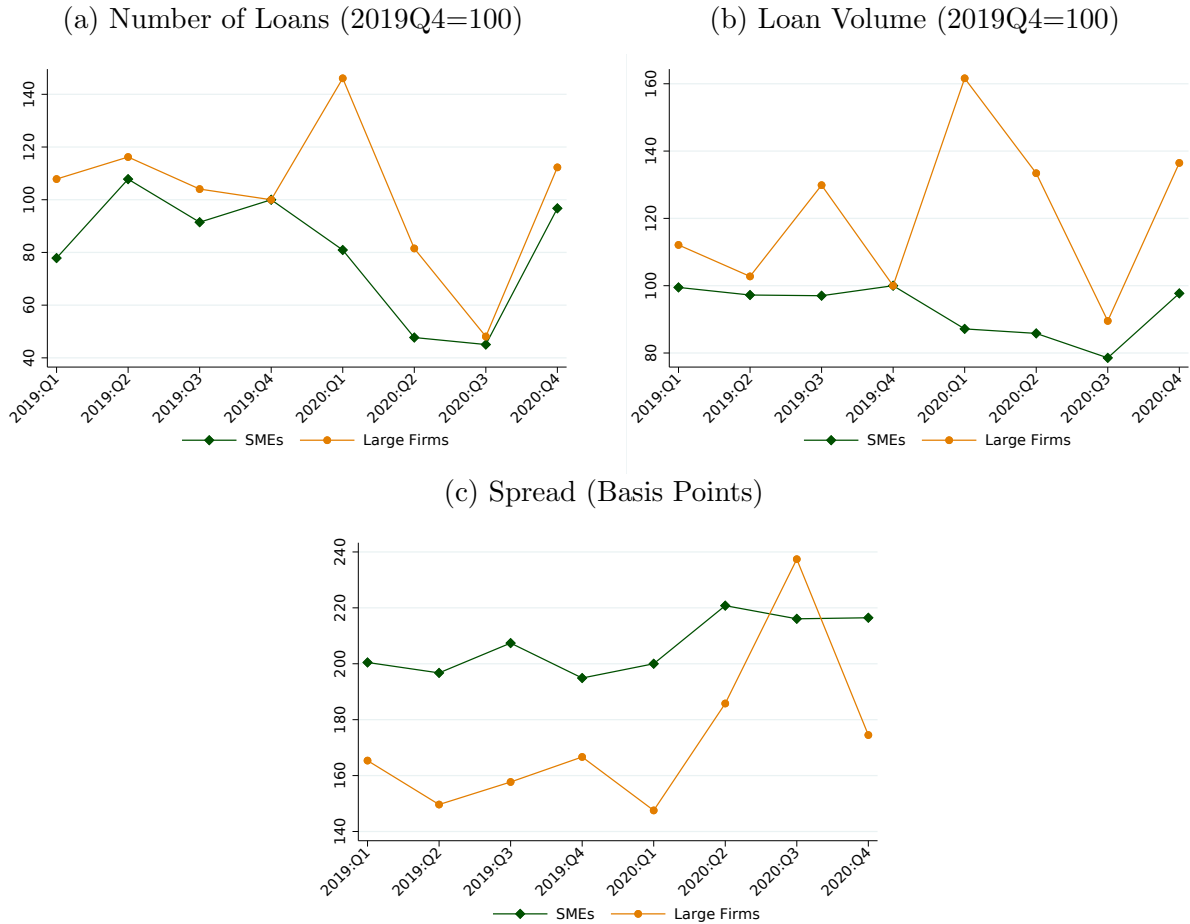 (a) Number of Loans (2019Q4=100)
140
120
100
80
60
40
2019:Q1 2019:Q2 2019:Q3 2019:Q4 2020:Q1 2020:Q2 2020:Q3 2020:Q4
SMEs Large Firms
(b) Loan Volume (2019Q4=100)
160
140
120
100
80
2019:Q1 2019:Q2 2019:Q3 2019:Q4 2020:Q1 2020:Q2 2020:Q3 2020:Q4
SMEs Large Firms
(c) Spread (Basis Points)
240
220
200
180
160
140
2019:Q1 2019:Q2 2019:Q3 2019:Q4 2020:Q1 2020:Q2 2020:Q3 2020:Q4
SMEs Large Firms